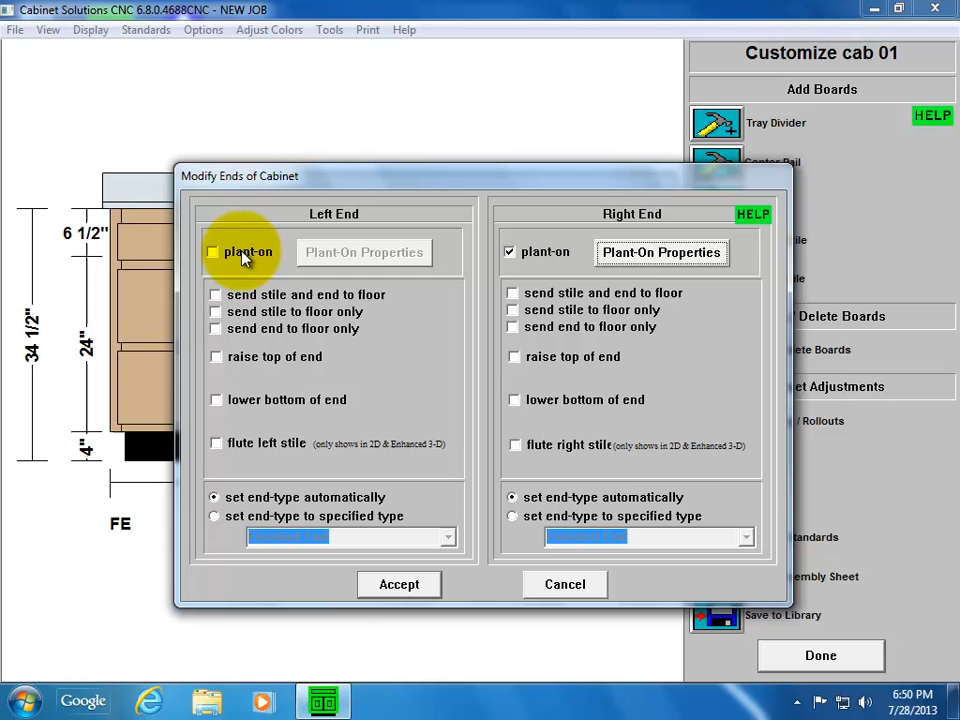 Cabinet Solutions CNC 6.8.0.4688CNC - NEW JOB
File View Display Standards Options Adjust Colors Tools Print Help
Customize cab 01
Add Boards
HELP
Tray Divider
Modify Ends of Cabinet
Left End
plant-on
Plant-On Properties
send stile and end to floor
send stile to floor only
send end to floor only
raise top of end
lower bottom of end
flute left stile (only shows in 2D & Enhanced 3-D)
set end-type automatically
set end-type to specified type
Right End
HELP
plant-on
Plant-On Properties
send stile and end to floor
send stile to floor only
send end to floor only
raise top of end
lower bottom of end
flute right stile (only shows in 2D & Enhanced 3-D)
set end-type automatically
set end-type to specified type
Accept
Cancel
6 1/2"
34 1/2"
24"
4"
FE
/ Delete Boards
Boards
Adjustments
/ Rollouts
Save to Library
Done
Google
6:50 PM
7/28/2013